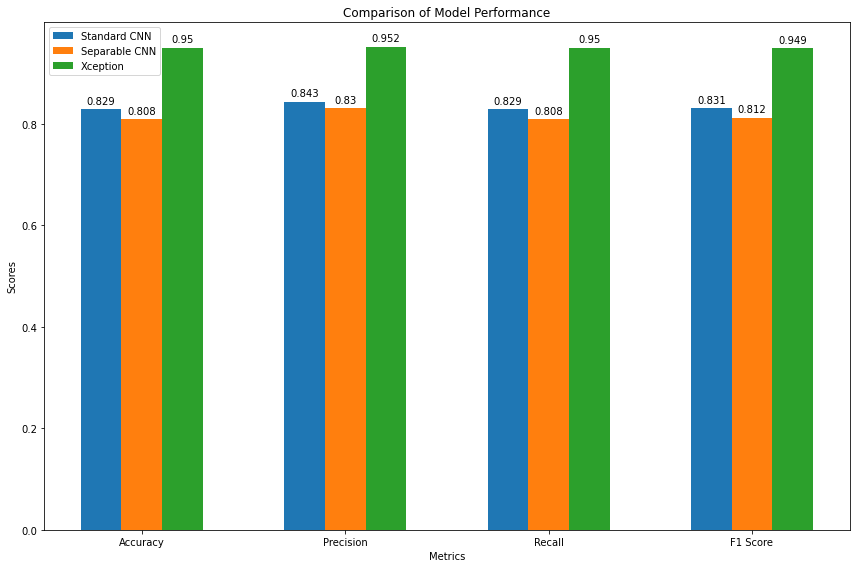 Comparison of Model Performance
Standard CNN
Separable CNN
Xception
0.829
0.808
0.95
0.843
0.83
0.952
0.829
0.808
0.95
0.831
0.812
0.949
Scores
0.8
0.6
0.4
0.2
0.0
Accuracy
Precision
Recall
F1 Score
Metrics